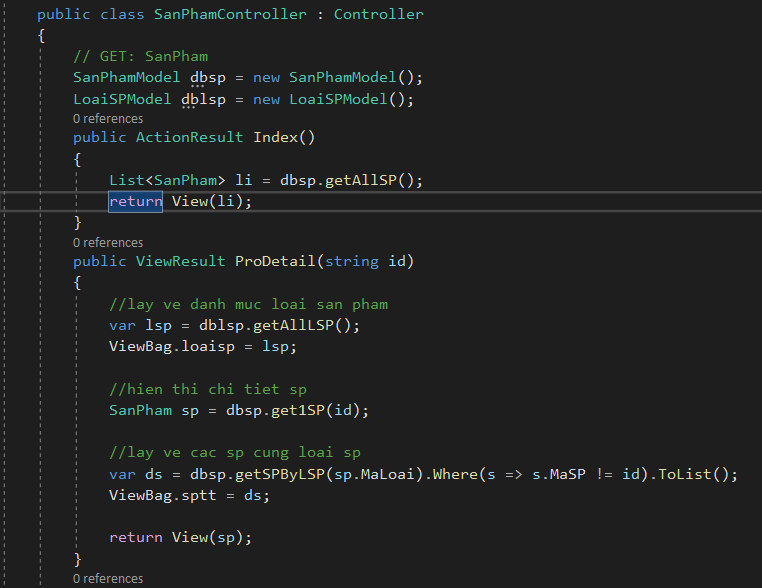 public class SanPhamController : Controller
{
// GET: SanPham
SanPhamModel dbsp = new SanPhamModel();
LoaiSPModel dblsp = new LoaiSPModel();
0 references
public ActionResult Index()
{
List<SanPham> li = dbsp.getAllSP();
return View(li);
}
0 references
public ViewResult ProDetail(string id)
{
//lay ve danh muc loai san pham
var lsp = dblsp.getAllLSP();
ViewBag.loaisp = lsp;
//hien thi chi tiet sp
SanPham sp = dbsp.get1SP(id);
//lay ve cac sp cung loai sp
var ds = dbsp.getSPByLSP(sp.MaLoai).Where(s => s.MaSP != id).ToList();
ViewBag.sptt = ds;
return View(sp);
}
0 references